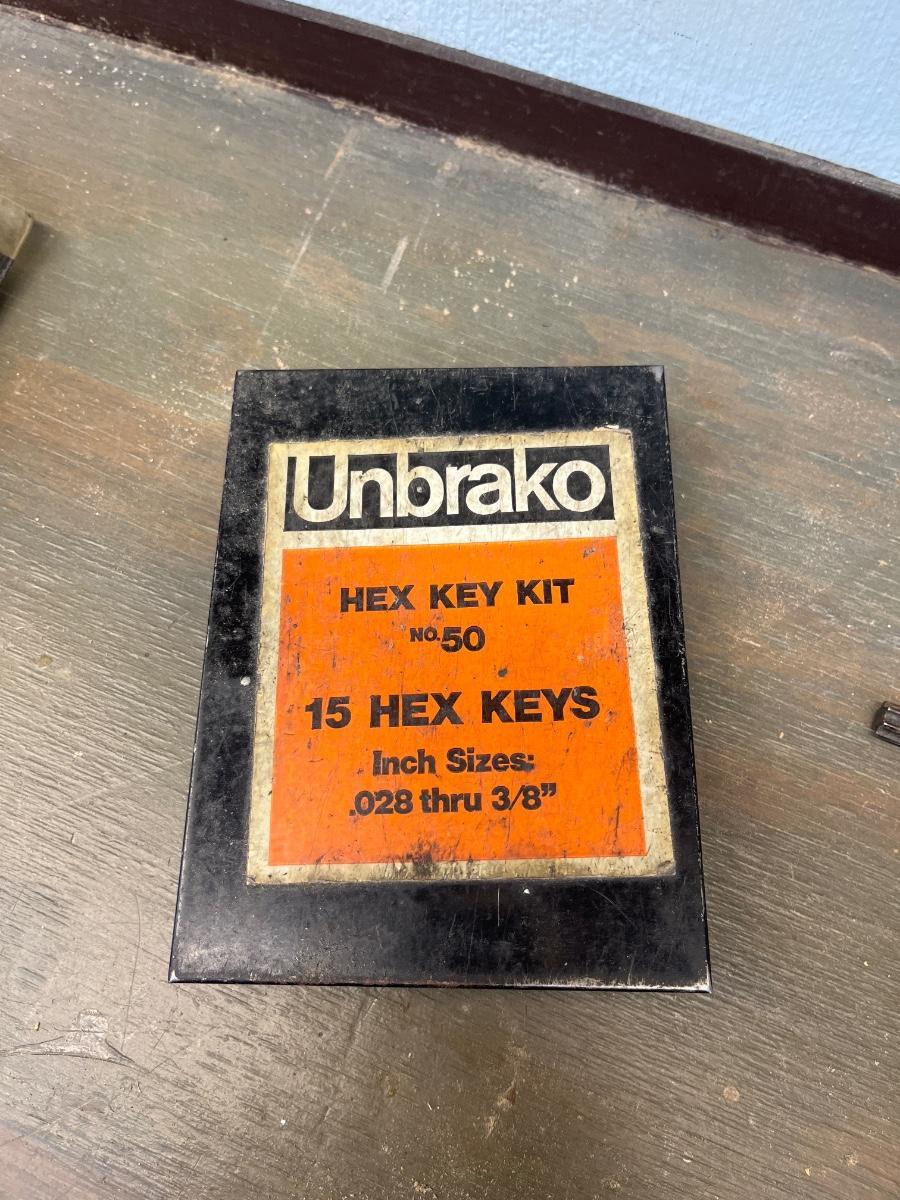 Unbrako
HEX KEY KIT
NO.50
15 HEX KEYS
Inch Sizes:
.028 thru 3/8”